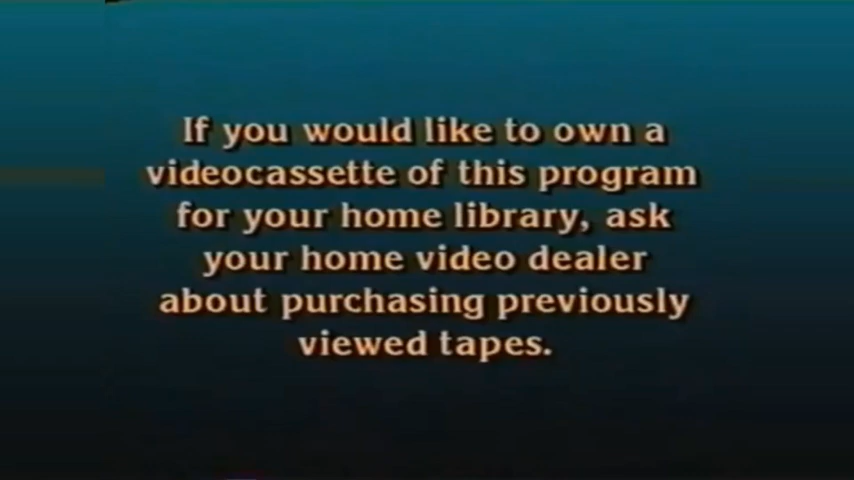 If you would like to own a
videocassette of this program
for your home library, ask
your home video dealer
about purchasing previously
viewed tapes.